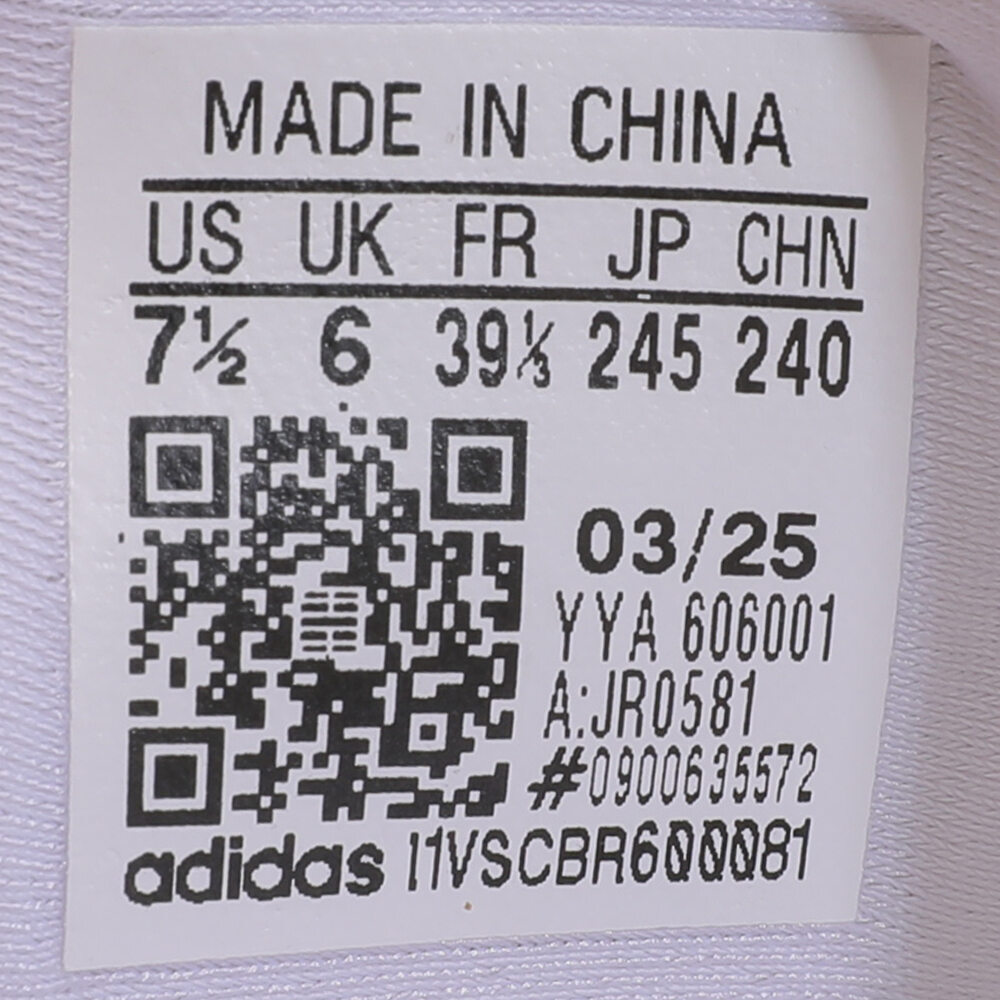 MADE IN CHINA
US UK FR JP CHN
7½ 6 39⅓ 245 240
03/25
YYA 606001
A:JR0581
#0900635572
adidas I1VSCBR600081